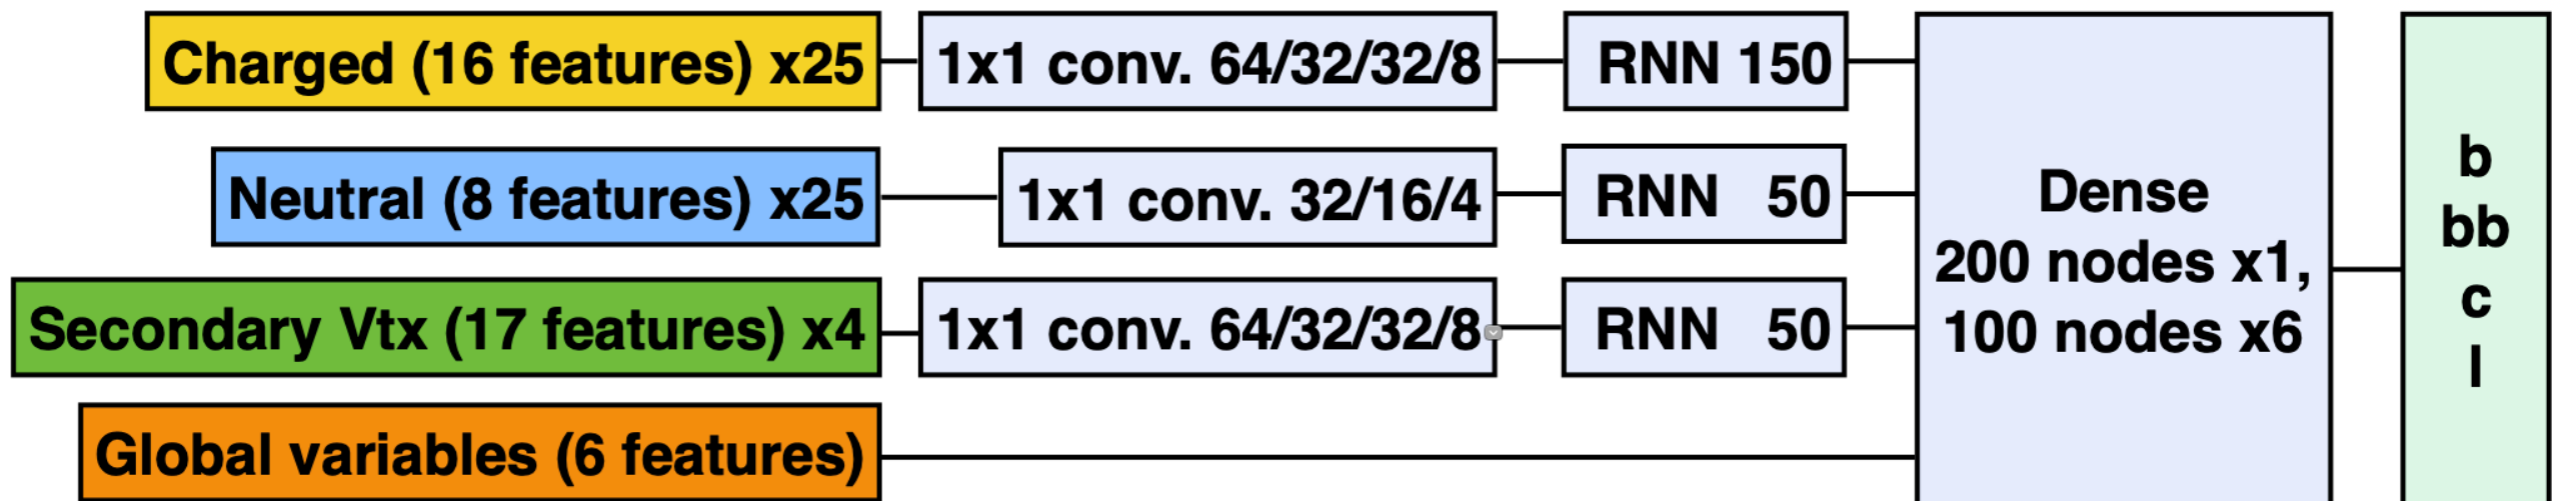 Charged (16 features) x25
1x1 conv. 64/32/32/8
RNN 150
Neutral (8 features) x25
1x1 conv. 32/16/4
RNN 50
Secondary Vtx (17 features) x4
1x1 conv. 64/32/32/8
RNN 50
Global variables (6 features)
Dense
200 nodes x1,
100 nodes x6
b
bb
c
l